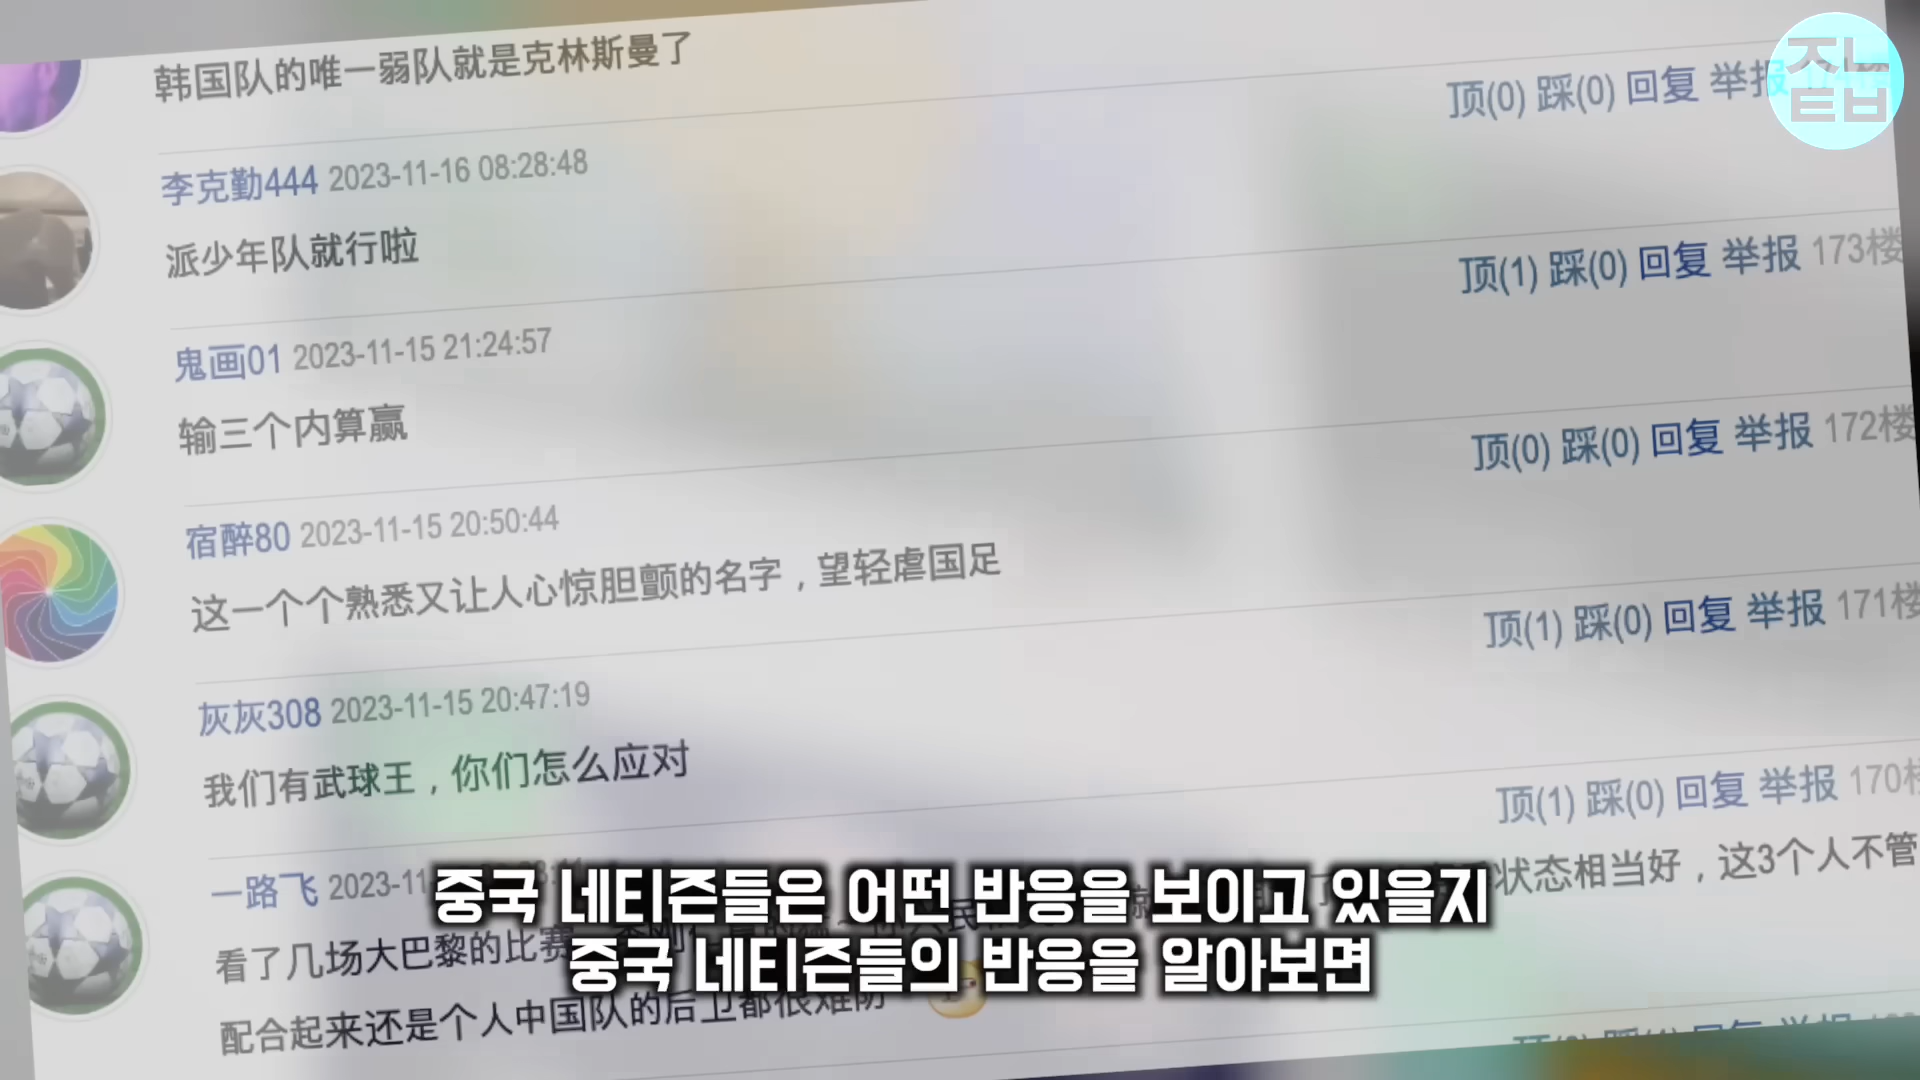 韩国队的唯一弱队就是克林斯曼了
顶(0) 踩(0) 回复 举报
짤
티비
李克勤444 2023-11-16 08:28:48
派少年队就行啦
顶(1) 踩(0) 回复 举报 173楼
鬼画01 2023-11-15 21:24:57
输三个内算赢
顶(0) 踩(0) 回复 举报 172楼
宿醉80 2023-11-15 20:50:44
这一个个熟悉又让人心惊胆颤的名字，望轻虐国足
顶(1) 踩(0) 回复 举报 171楼
灰灰308 2023-11-15 20:47:19
我们有武球王，你们怎么应对
顶(1) 踩(0) 回复 举报 170楼
一路飞 2023-11
看了几场大巴黎的比赛
状态相当好，这3个人不管
配合起来还是个人中国队的后卫都很难防
중국 네티즌들은 어떤 반응을 보이고 있을지
중국 네티즌들의 반응을 알아보면